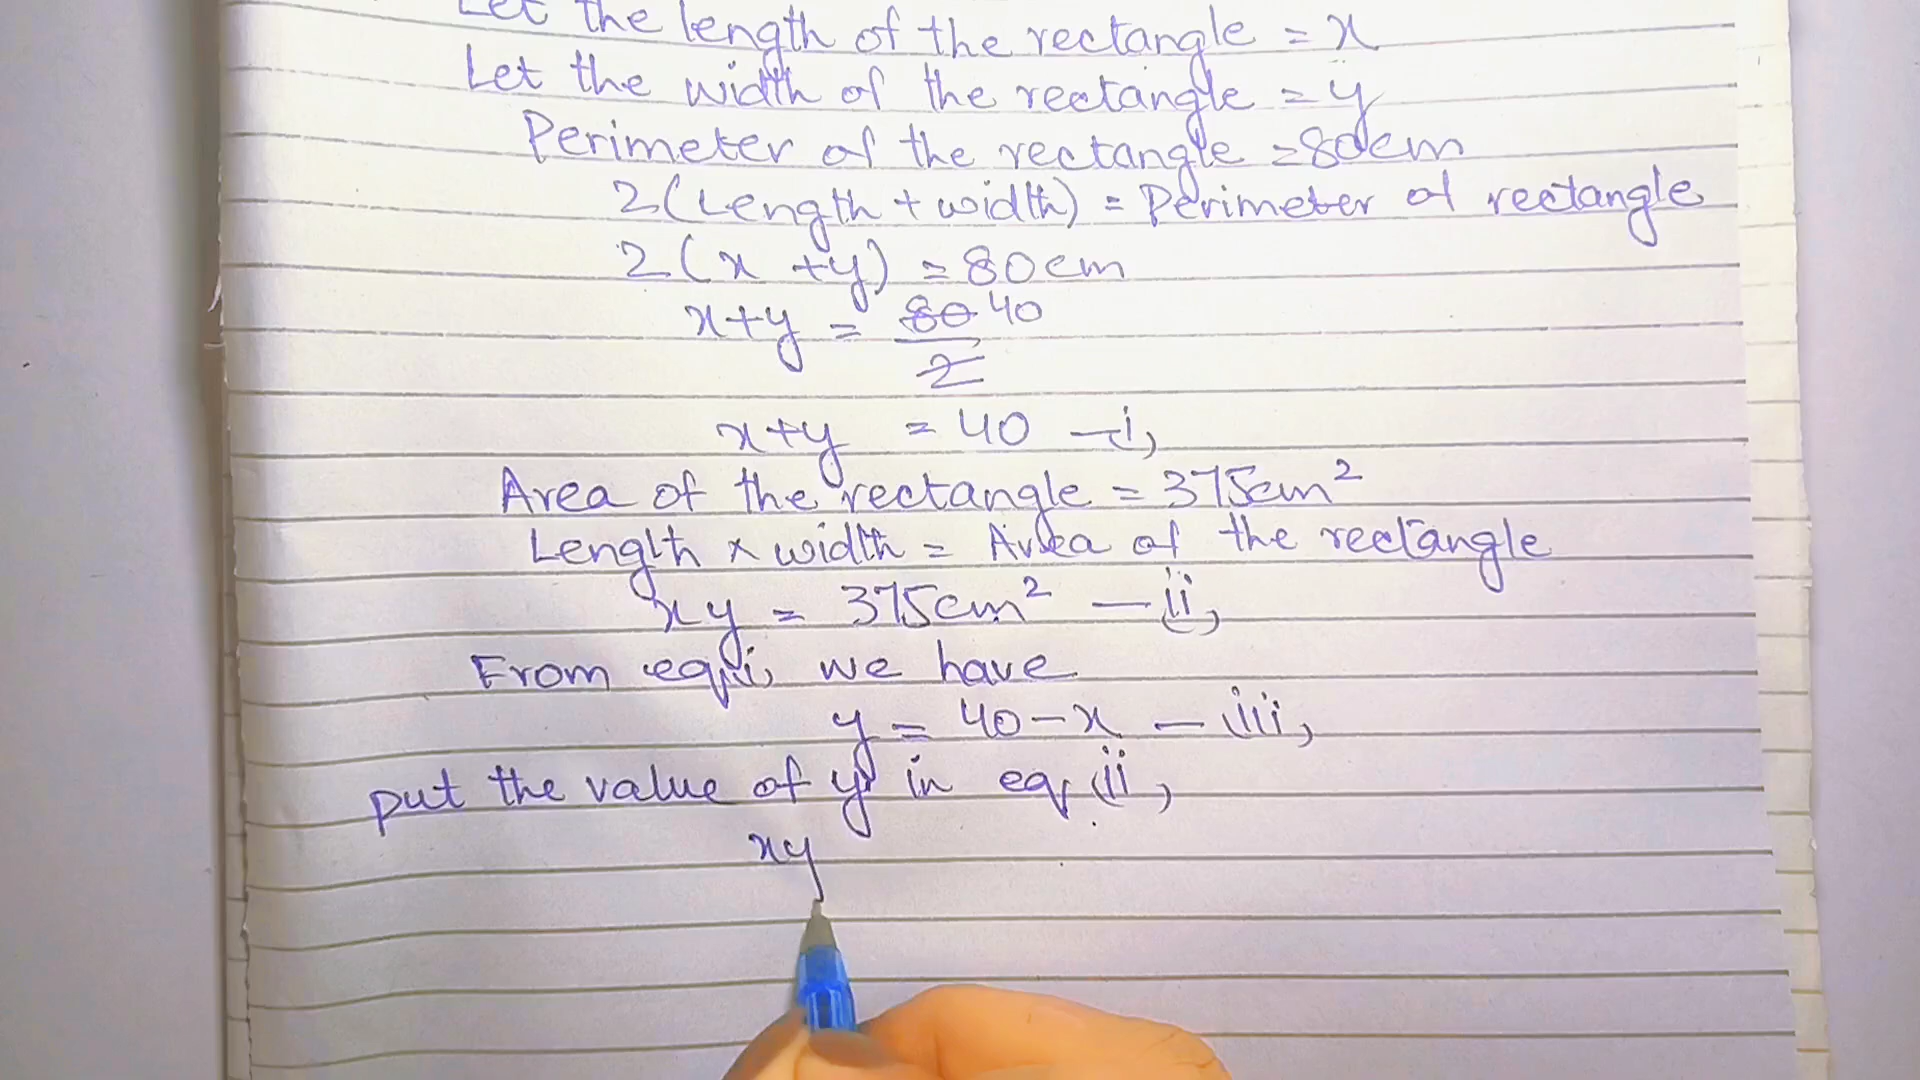 Let the length of the rectangle = x
Let the width of the rectangle = y
Perimeter of the rectangle = 80cm
2(Length + width) = Perimeter of rectangle
2(x + y) = 80cm
x+y = 80 40
2
x+y = 40 — i,
Area of the rectangle = 375cm²
Length × width = Area of the rectangle
xy = 375cm² — ii,
From eq i, we have
y = 40 - x — iii,
put the value of y in eq ii,
xy